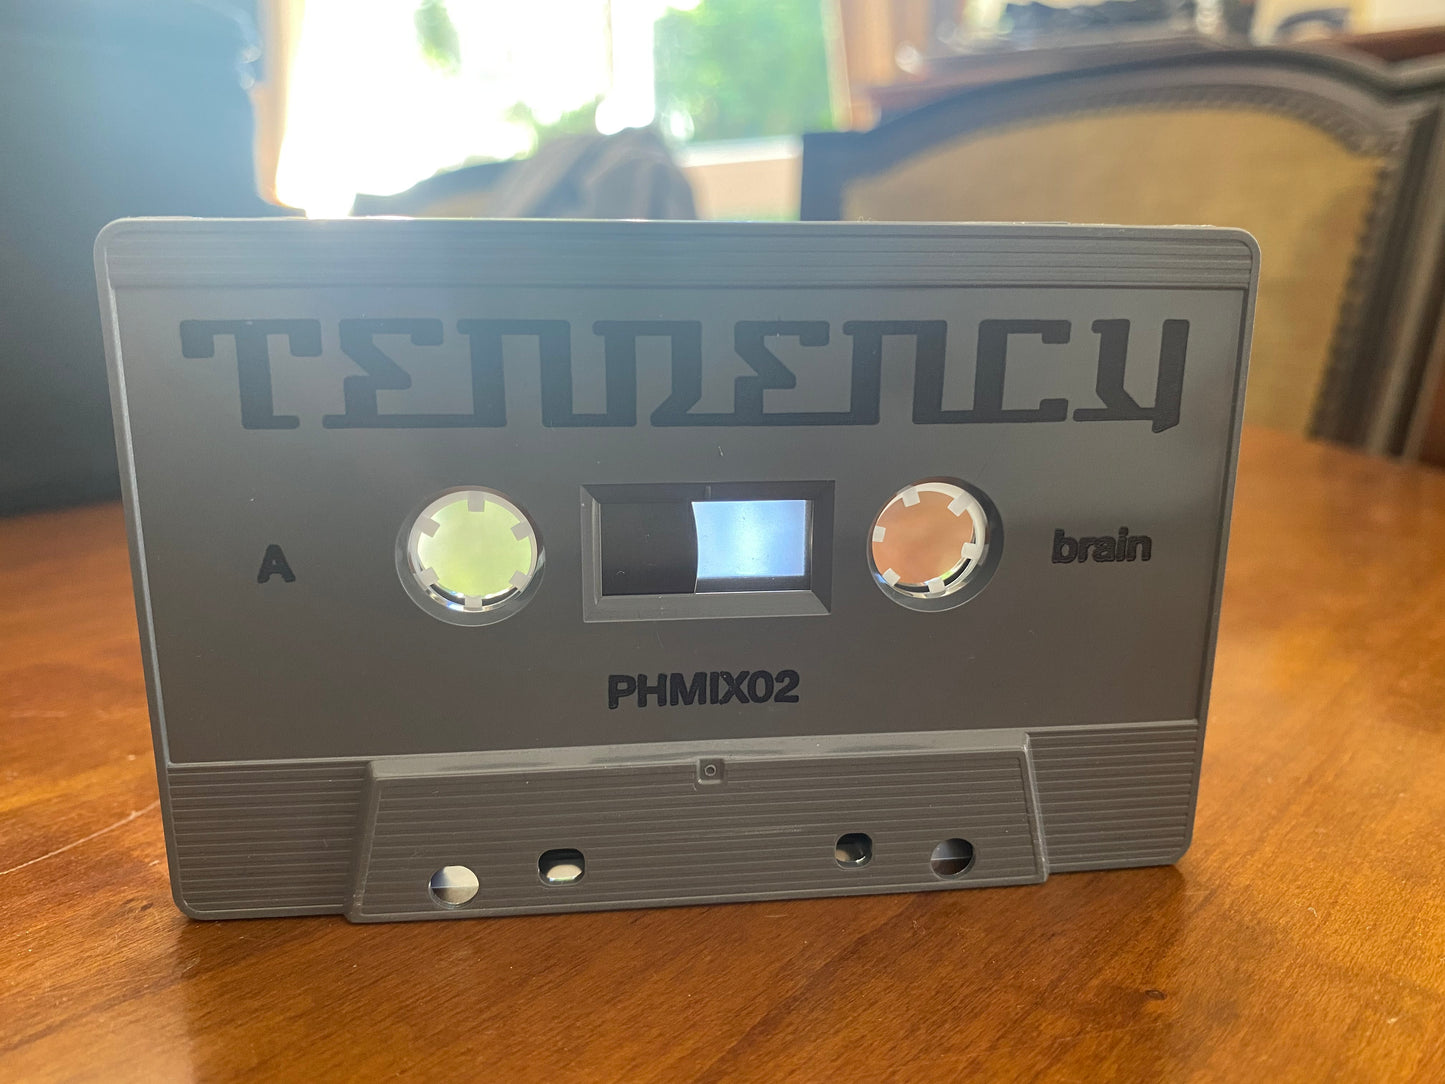 TENDENCY
A
brain
PHMIX02